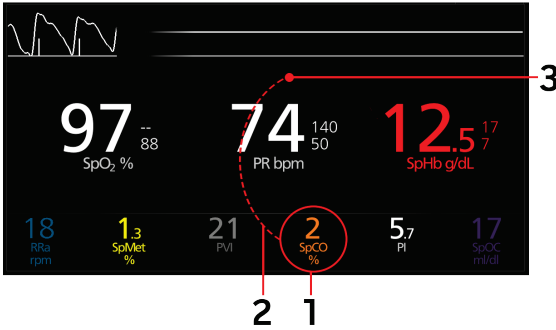 3
97 -- 88
SpO₂ %
74 140 50
PR bpm
12.5 17 7
SpHb g/dL
18
RRa
rpm
1.3
SpMet
%
21
PVI
2
SpCO
%
5.7
PI
17
SpOC
ml/dl
2 1